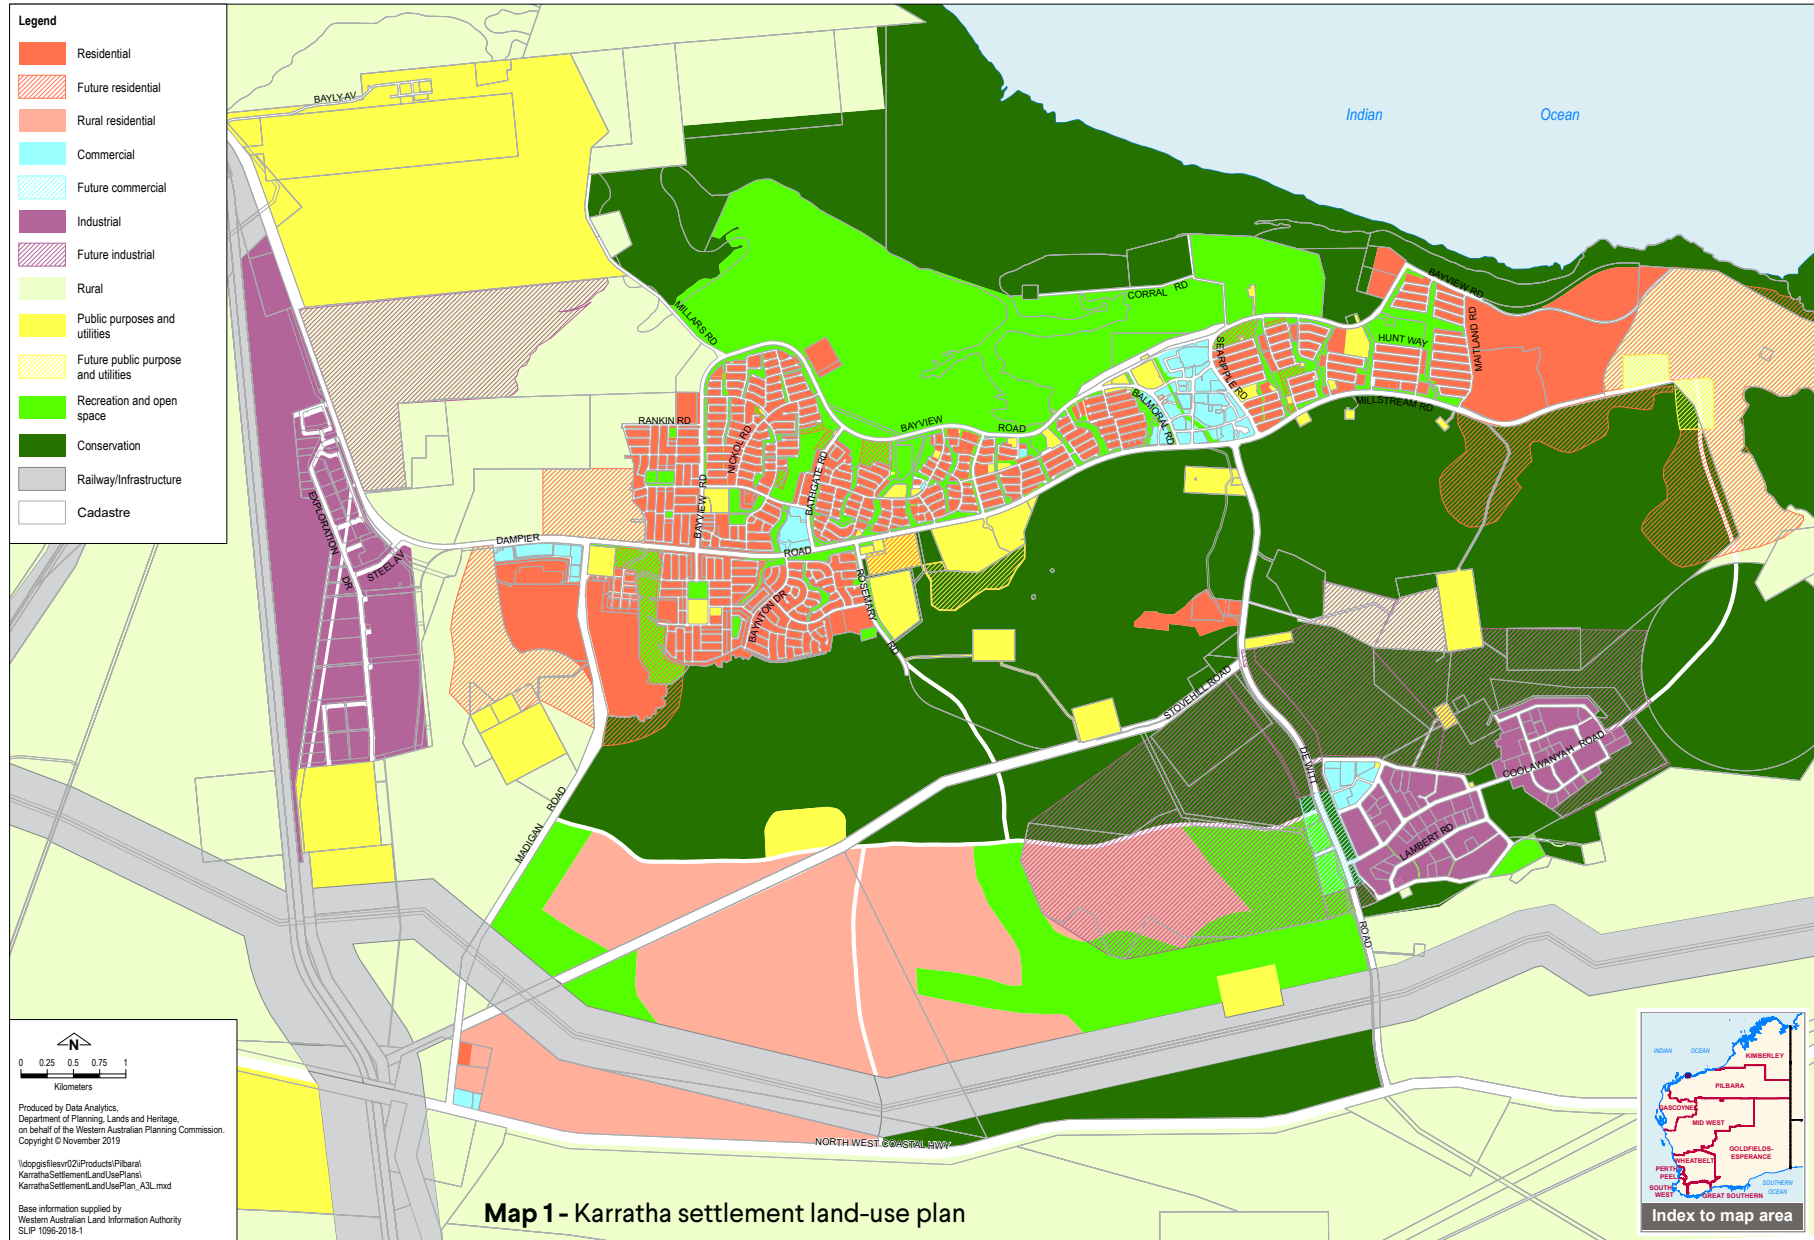 Legend
Residential
Future residential
Rural residential
Commercial
Future commercial
Industrial
Future industrial
Rural
Public purposes and
utilities
Future public purpose
and utilities
Recreation and open
space
Conservation
Railway/Infrastructure
Cadastre
BAYLY AV
Indian Ocean
MILLARS RD
CORRAL RD
BAYVIEW RD
SEARIPPLE RD
HUNT WAY
MAITLAND RD
BALMORAL RD
MILLSTREAM RD
RANKIN RD
NICKOL RD
BAYVIEW ROAD
BATHGATE RD
BAYVIEW RD
EXPLORATION DR
STEEL AV
DAMPIER ROAD
BAYNTON DR
ROSEMARY RD
STOVEHILL ROAD
DE WITT ROAD
COOLAWANYAH ROAD
LAMBERT RD
MADIGAN ROAD
NORTH WEST COASTAL HWY
N
0 0.25 0.5 0.75 1
Kilometers
Produced by Data Analytics,
Department of Planning, Lands and Heritage,
on behalf of the Western Australian Planning Commission.
Copyright © November 2019
\\dopgisfilesvr02\iProducts\Pilbara\
KarrathaSettlementLandUsePlans\
KarrathaSettlementLandUsePlan_A3L.mxd
Base information supplied by
Western Australian Land Information Authority
SLIP 1096-2018-1
Map 1 - Karratha settlement land-use plan
INDIAN OCEAN
KIMBERLEY
PILBARA
GASCOYNE
MID WEST
GOLDFIELDS-
ESPERANCE
WHEATBELT
PERTH
PEEL
SOUTH
WEST
GREAT SOUTHERN
SOUTHERN
OCEAN
Index to map area